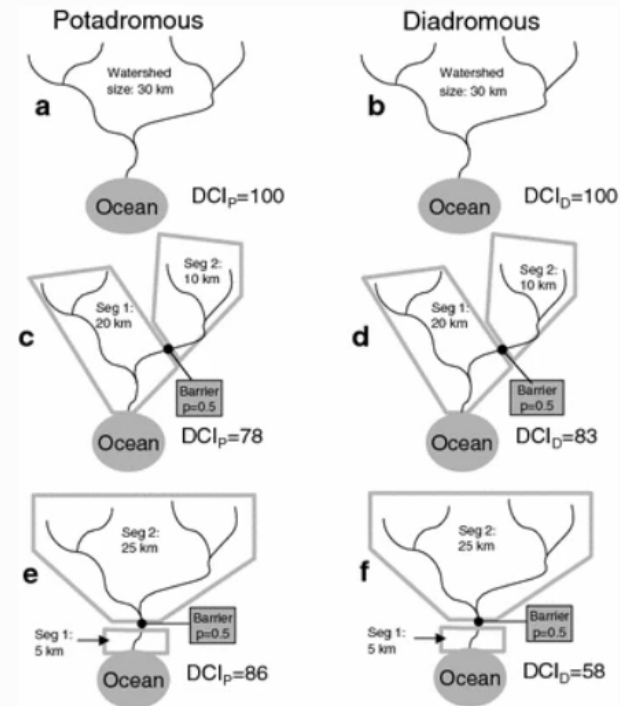 Potadromous
Diadromous
Watershed
size: 30 km
a
Ocean
DCIP=100
Watershed
size: 30 km
b
Ocean
DCID=100
Seg 2:
10 km
Seg 1:
20 km
c
Barrier
p=0.5
Ocean
DCIP=78
Seg 2:
10 km
Seg 1:
20 km
d
Barrier
p=0.5
Ocean
DCID=83
Seg 2:
25 km
e
Barrier
p=0.5
Seg 1:
5 km
Ocean
DCIP=86
Seg 2:
25 km
f
Barrier
p=0.5
Seg 1:
5 km
Ocean
DCID=58